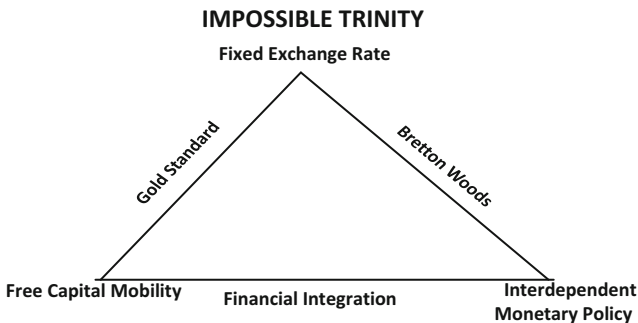 IMPOSSIBLE TRINITY
Fixed Exchange Rate
Gold Standard
Bretton Woods
Free Capital Mobility
Financial Integration
Interdependent
Monetary Policy